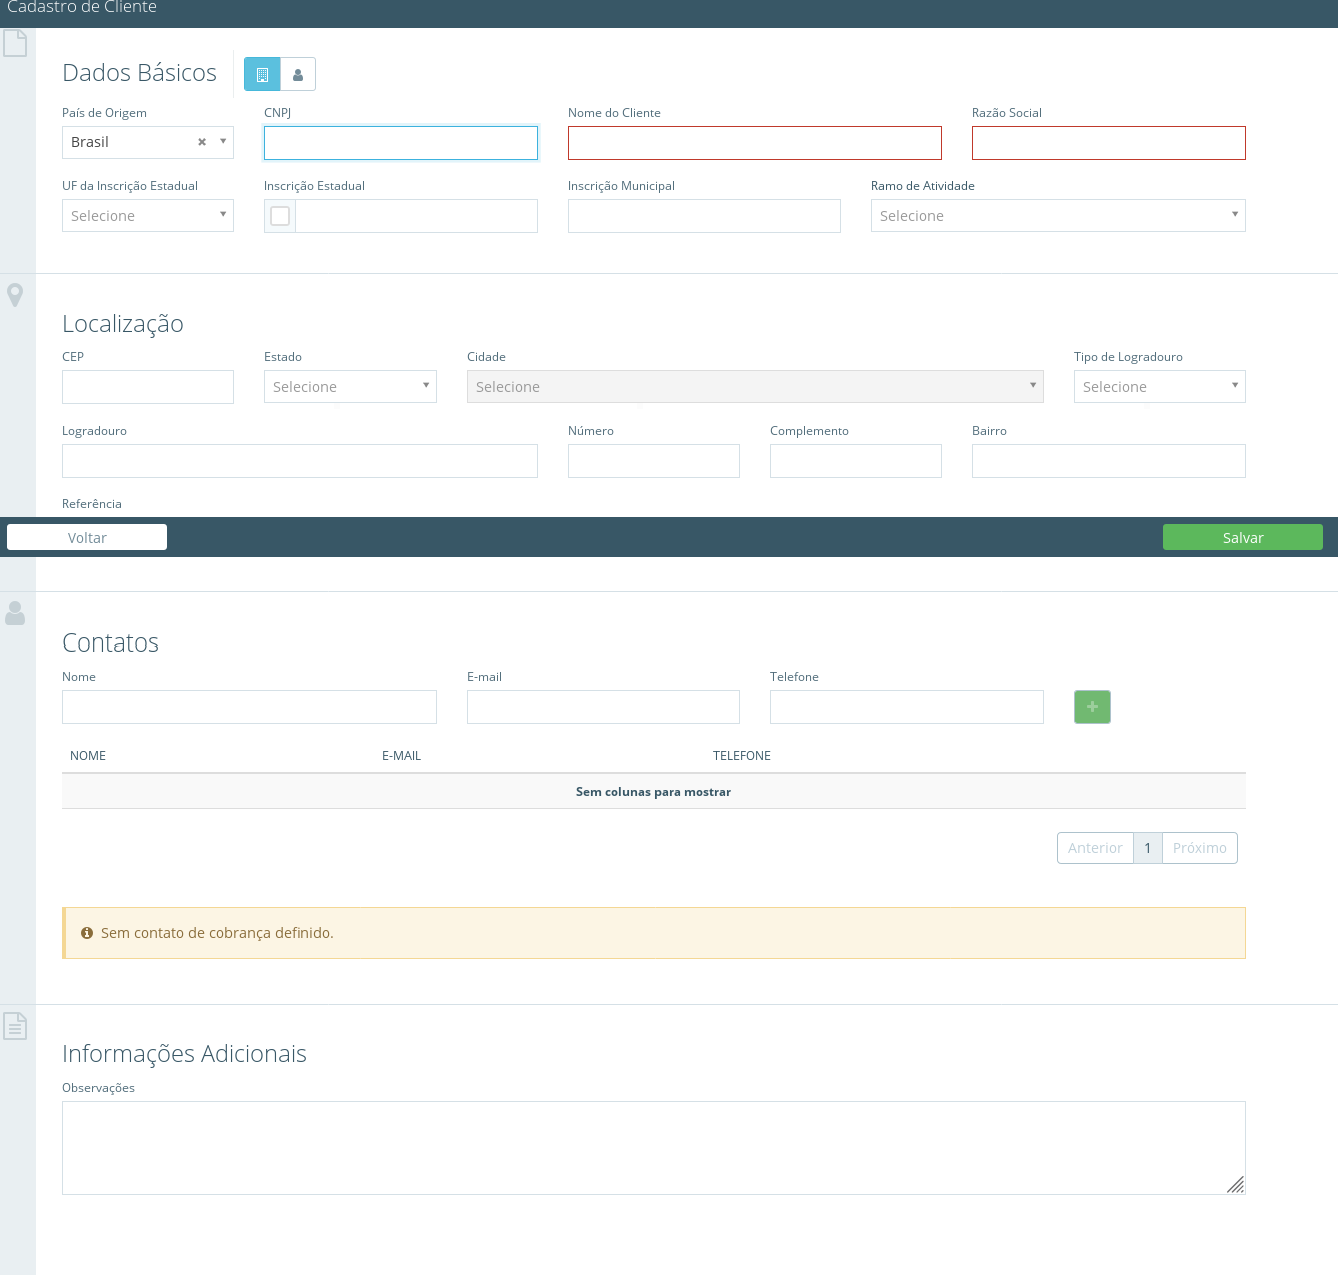 Cadastro de Cliente
Dados Básicos
País de Origem CNPJ Nome do Cliente Razão Social
Brasil
UF da Inscrição Estadual Inscrição Estadual Inscrição Municipal Ramo de Atividade
Selecione Selecione
Localização
CEP Estado Cidade Tipo de Logradouro
Selecione Selecione Selecione
Logradouro Número Complemento Bairro
Referência
Voltar Salvar
Contatos
Nome E-mail Telefone
NOME E-MAIL TELEFONE
Sem colunas para mostrar
Anterior 1 Próximo
Sem contato de cobrança definido.
Informações Adicionais
Observações